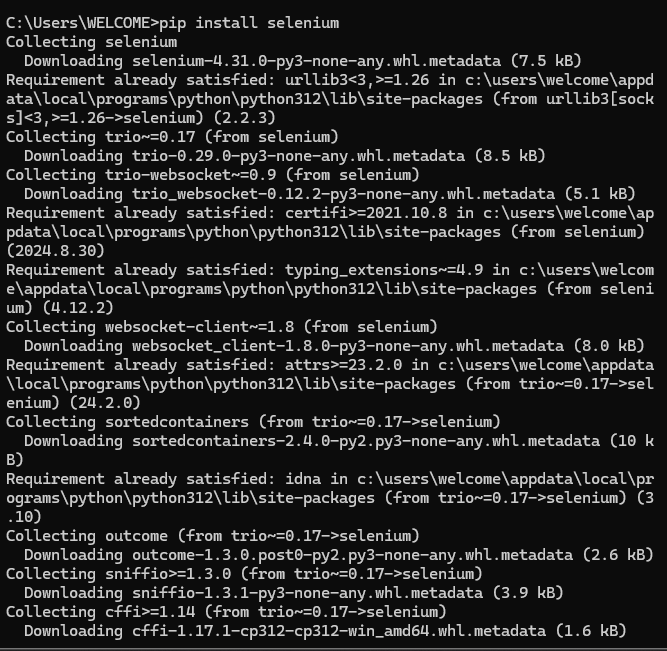 C:\Users\WELCOME>pip install selenium
Collecting selenium
  Downloading selenium-4.31.0-py3-none-any.whl.metadata (7.5 kB)
Requirement already satisfied: urllib3<3,>=1.26 in c:\users\welcome\appd
ata\local\programs\python\python312\lib\site-packages (from urllib3[sock
s]<3,>=1.26->selenium) (2.2.3)
Collecting trio~=0.17 (from selenium)
  Downloading trio-0.29.0-py3-none-any.whl.metadata (8.5 kB)
Collecting trio-websocket~=0.9 (from selenium)
  Downloading trio_websocket-0.12.2-py3-none-any.whl.metadata (5.1 kB)
Requirement already satisfied: certifi>=2021.10.8 in c:\users\welcome\ap
pdata\local\programs\python\python312\lib\site-packages (from selenium)
(2024.8.30)
Requirement already satisfied: typing_extensions~=4.9 in c:\users\welcom
e\appdata\local\programs\python\python312\lib\site-packages (from seleni
um) (4.12.2)
Collecting websocket-client~=1.8 (from selenium)
  Downloading websocket_client-1.8.0-py3-none-any.whl.metadata (8.0 kB)
Requirement already satisfied: attrs>=23.2.0 in c:\users\welcome\appdata
\local\programs\python\python312\lib\site-packages (from trio~=0.17->sel
enium) (24.2.0)
Collecting sortedcontainers (from trio~=0.17->selenium)
  Downloading sortedcontainers-2.4.0-py2.py3-none-any.whl.metadata (10 k
B)
Requirement already satisfied: idna in c:\users\welcome\appdata\local\pr
ograms\python\python312\lib\site-packages (from trio~=0.17->selenium) (3
.10)
Collecting outcome (from trio~=0.17->selenium)
  Downloading outcome-1.3.0.post0-py2.py3-none-any.whl.metadata (2.6 kB)
Collecting sniffio>=1.3.0 (from trio~=0.17->selenium)
  Downloading sniffio-1.3.1-py3-none-any.whl.metadata (3.9 kB)
Collecting cffi>=1.14 (from trio~=0.17->selenium)
  Downloading cffi-1.17.1-cp312-cp312-win_amd64.whl.metadata (1.6 kB)